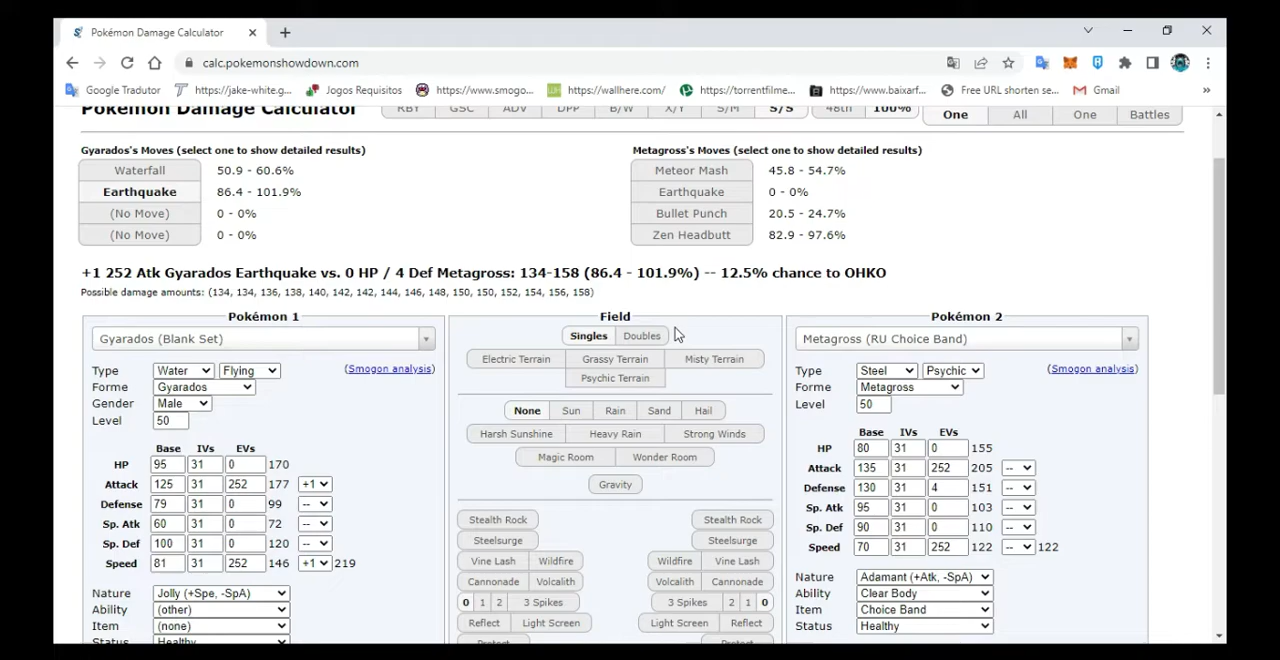 Pokémon Damage Calculator
calc.pokemonshowdown.com
Google Tradutor https://jake-white.g... Jogos Requisitos https://www.smogo... https://wallhere.com/ https://torrentfilme... https://www.baixarf... Free URL shorten se... Gmail »
Pokémon Damage Calculator RBY GSC ADV DPP B/W X/Y S/M S/S 48th 100% One All One Battles
Gyarados's Moves (select one to show detailed results)
Waterfall 50.9 - 60.6%
Earthquake 86.4 - 101.9%
(No Move) 0 - 0%
(No Move) 0 - 0%
Metagross's Moves (select one to show detailed results)
Meteor Mash 45.8 - 54.7%
Earthquake 0 - 0%
Bullet Punch 20.5 - 24.7%
Zen Headbutt 82.9 - 97.6%
+1 252 Atk Gyarados Earthquake vs. 0 HP / 4 Def Metagross: 134-158 (86.4 - 101.9%) -- 12.5% chance to OHKO
Possible damage amounts: (134, 134, 136, 138, 140, 142, 142, 144, 146, 148, 150, 150, 152, 154, 156, 158)
Pokémon 1
Gyarados (Blank Set)
Type Water Flying (Smogon analysis)
Forme Gyarados
Gender Male
Level 50
Base IVs EVs
HP 95 31 0 170
Attack 125 31 252 177 +1
Defense 79 31 0 99 --
Sp. Atk 60 31 0 72 --
Sp. Def 100 31 0 120 --
Speed 81 31 252 146 +1 219
Nature Jolly (+Spe, -SpA)
Ability (other)
Item (none)
Status Healthy
Field
Singles Doubles
Electric Terrain Grassy Terrain Misty Terrain
Psychic Terrain
None Sun Rain Sand Hail
Harsh Sunshine Heavy Rain Strong Winds
Magic Room Wonder Room
Gravity
Stealth Rock Stealth Rock
Steelsurge Steelsurge
Vine Lash Wildfire Wildfire Vine Lash
Cannonade Volcalith Volcalith Cannonade
0 1 2 3 Spikes 3 Spikes 2 1 0
Reflect Light Screen Light Screen Reflect
Protect Protect
Pokémon 2
Metagross (RU Choice Band)
Type Steel Psychic (Smogon analysis)
Forme Metagross
Level 50
Base IVs EVs
HP 80 31 0 155
Attack 135 31 252 205 --
Defense 130 31 4 151 --
Sp. Atk 95 31 0 103 --
Sp. Def 90 31 0 110 --
Speed 70 31 252 122 -- 122
Nature Adamant (+Atk, -SpA)
Ability Clear Body
Item Choice Band
Status Healthy